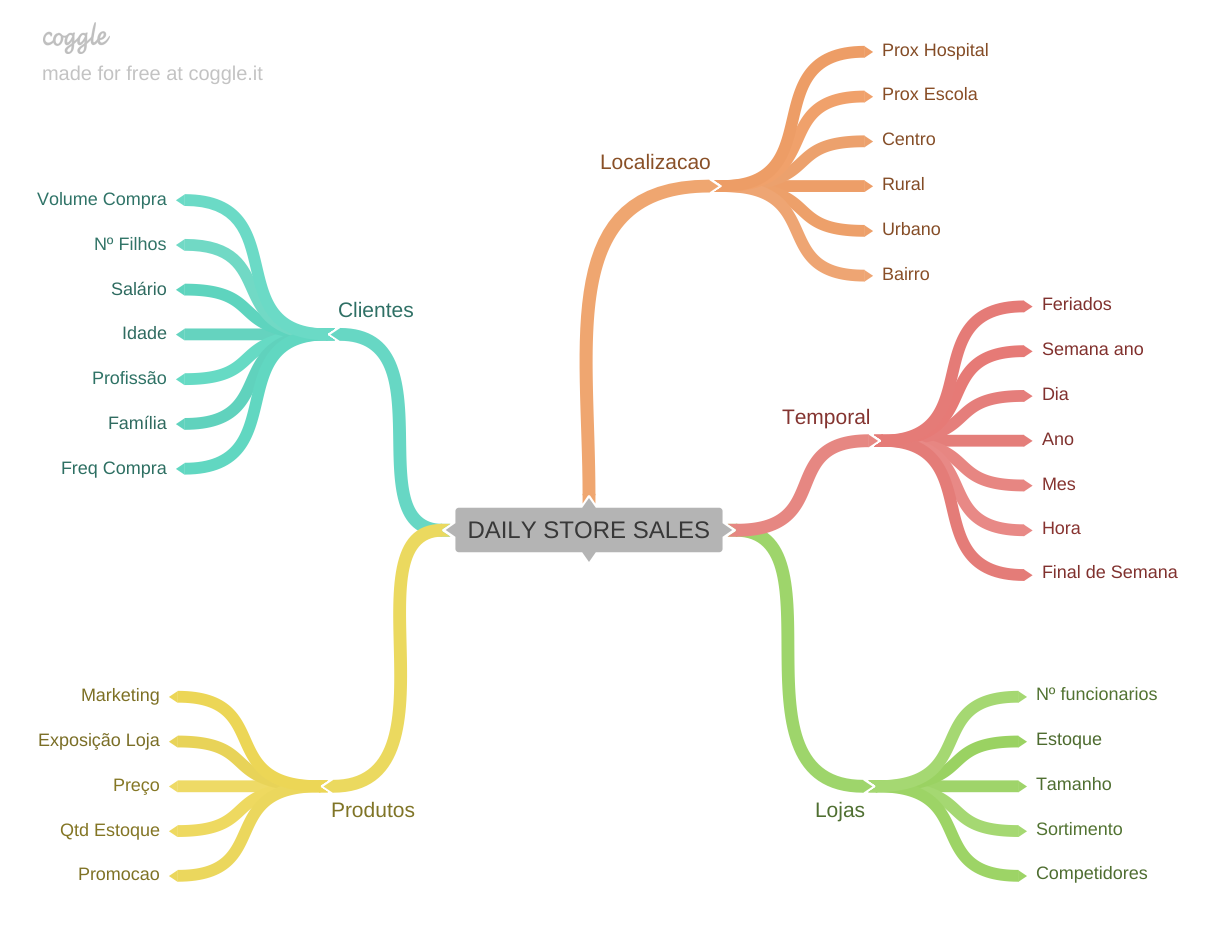 coggle
made for free at coggle.it
DAILY STORE SALES
Localizacao
Prox Hospital
Prox Escola
Centro
Rural
Urbano
Bairro
Temporal
Feriados
Semana ano
Dia
Ano
Mes
Hora
Final de Semana
Lojas
Nº funcionarios
Estoque
Tamanho
Sortimento
Competidores
Clientes
Volume Compra
Nº Filhos
Salário
Idade
Profissão
Família
Freq Compra
Produtos
Marketing
Exposição Loja
Preço
Qtd Estoque
Promocao